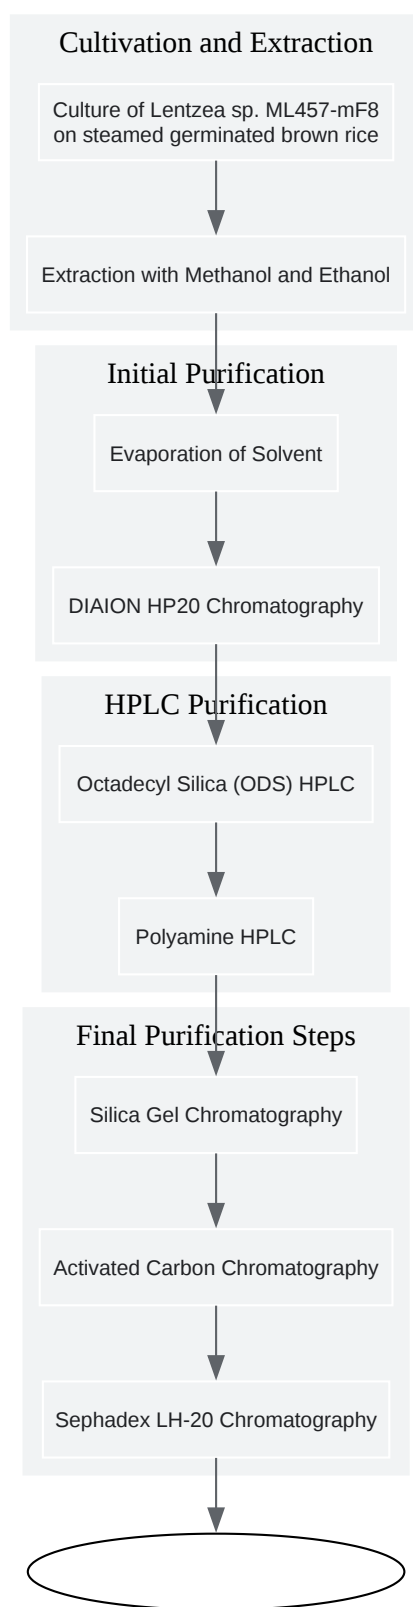 Cultivation and Extraction
Culture of Lentzea sp. ML457-mF8
on steamed germinated brown rice
Extraction with Methanol and Ethanol
Initial Purification
Evaporation of Solvent
DIAION HP20 Chromatography
HPLC Purification
Octadecyl Silica (ODS) HPLC
Polyamine HPLC
Final Purification Steps
Silica Gel Chromatography
Activated Carbon Chromatography
Sephadex LH-20 Chromatography